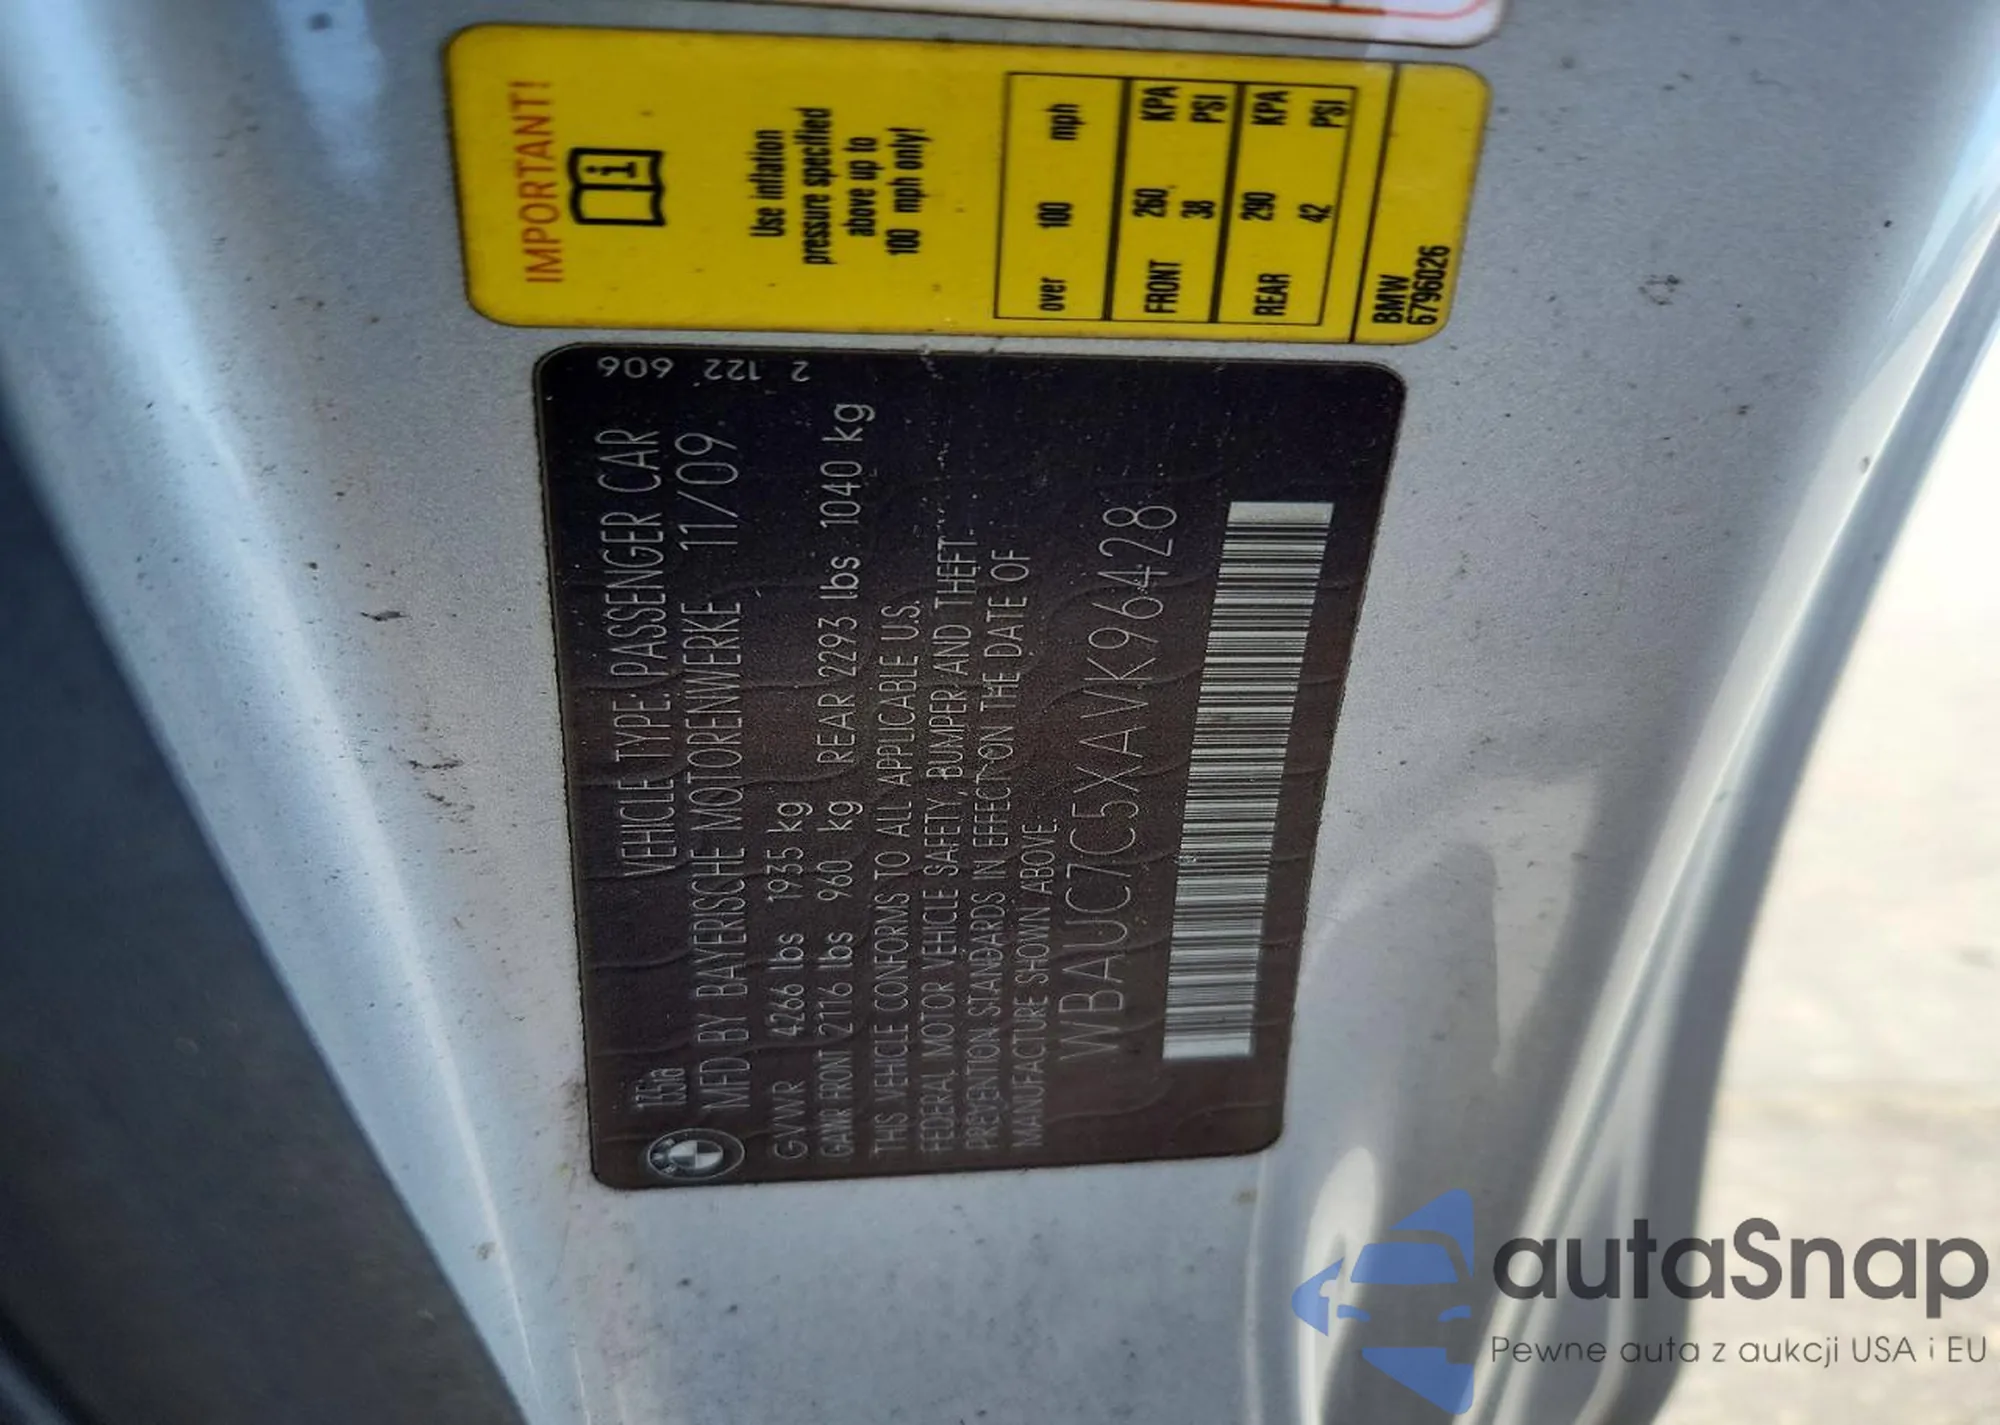 IMPORTANT!
i
Use intiation
pressure specified
above up to
100 mph only!
over 100 mph
FRONT 260 KPA
38 PSI
REAR 290 KPA
42 PSI
BMW
6796026
2 122 606
VEHICLE TYPE: PASSENGER CAR
135ia
MFD BY BAYERISCHE MOTORENWERKE 11/09
GVWR 4266 lbs 1935 kg
GAWR FRONT 2116 lbs 960 kg REAR 2293 lbs 1040 kg
THIS VEHICLE CONFORMS TO ALL APPLICABLE U.S.
FEDERAL MOTOR VEHICLE SAFETY, BUMPER AND THEFT
PREVENTION STANDARDS IN EFFECT ON THE DATE OF
MANUFACTURE SHOWN ABOVE.
WBAUC7C5XAVK96428
autaSnap
Pewne auta z aukcji USA i EU